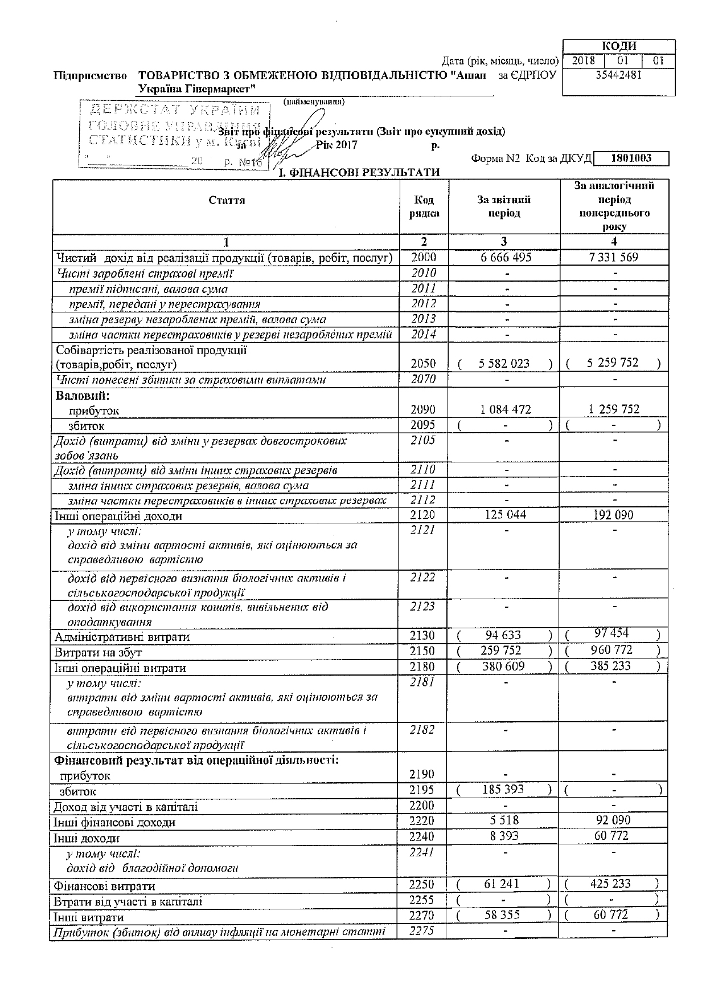 КОДИ
Дата (рік, місяць, число) 2018 01 01
Підприємство ТОВАРИСТВО З ОБМЕЖЕНОЮ ВІДПОВІДАЛЬНІСТЮ "Ашан за ЄДРПОУ 35442481
Україна Гіпермаркет"
(найменування)
ДЕРЖСТАТ УКРАЇНИ
ГОЛОВНЕ УПРАВЛІННЯ
СТАТИСТИКИ у м. Києві
"__" ________ 20 р. №16
Звіт про фінансові результати (Звіт про сукупний дохід)
за Рік 2017 р.
Форма N2 Код за ДКУД 1801003
І. ФІНАНСОВІ РЕЗУЛЬТАТИ
Стаття Код рядка За звітний період За аналогічний період попереднього року
1 2 3 4
Чистий дохід від реалізації продукції (товарів, робіт, послуг) 2000 6 666 495 7 331 569
Чисті зароблені страхові премії 2010 - -
премії підписані, валова сума 2011 - -
премії, передані у перестрахування 2012 - -
зміна резерву незароблених премій, валова сума 2013 - -
зміна частки перестраховиків у резерві незароблених премій 2014 - -
Собівартість реалізованої продукції
(товарів,робіт, послуг) 2050 ( 5 582 023 ) ( 5 259 752 )
Чисті понесені збитки за страховими виплатами 2070 - -
Валовий:
прибуток 2090 1 084 472 1 259 752
збиток 2095 ( - ) ( - )
Дохід (витрати) від зміни у резервах довгострокових 2105 - -
зобов'язань
Дохід (витрати) від зміни інших страхових резервів 2110 - -
зміна інших страхових резервів, валова сума 2111 - -
зміна частки перестраховиків в інших страхових резервах 2112 - -
Інші операційні доходи 2120 125 044 192 090
у тому числі: 2121 - -
дохід від зміни вартості активів, які оцінюються за
справедливою вартістю
дохід від первісного визнання біологічних активів і 2122 - -
сільськогосподарської продукції
дохід від використання коштів, вивільнених від 2123 - -
оподаткування
Адміністративні витрати 2130 ( 94 633 ) ( 97 454 )
Витрати на збут 2150 ( 259 752 ) ( 960 772 )
Інші операційні витрати 2180 ( 380 609 ) ( 385 233 )
у тому числі: 2181 - -
витрати від зміни вартості активів, які оцінюються за
справедливою вартістю
витрати від первісного визнання біологічних активів і 2182 - -
сільськогосподарської продукції
Фінансовий результат від операційної діяльності:
прибуток 2190 - -
збиток 2195 ( 185 393 ) ( - )
Доход від участі в капіталі 2200 - -
Інші фінансові доходи 2220 5 518 92 090
Інші доходи 2240 8 393 60 772
у тому числі: 2241 - -
дохід від благодійної допомоги
Фінансові витрати 2250 ( 61 241 ) ( 425 233 )
Втрати від участі в капіталі 2255 ( - ) ( - )
Інші витрати 2270 ( 58 355 ) ( 60 772 )
Прибуток (збиток) від впливу інфляції на монетарні статті 2275 - -